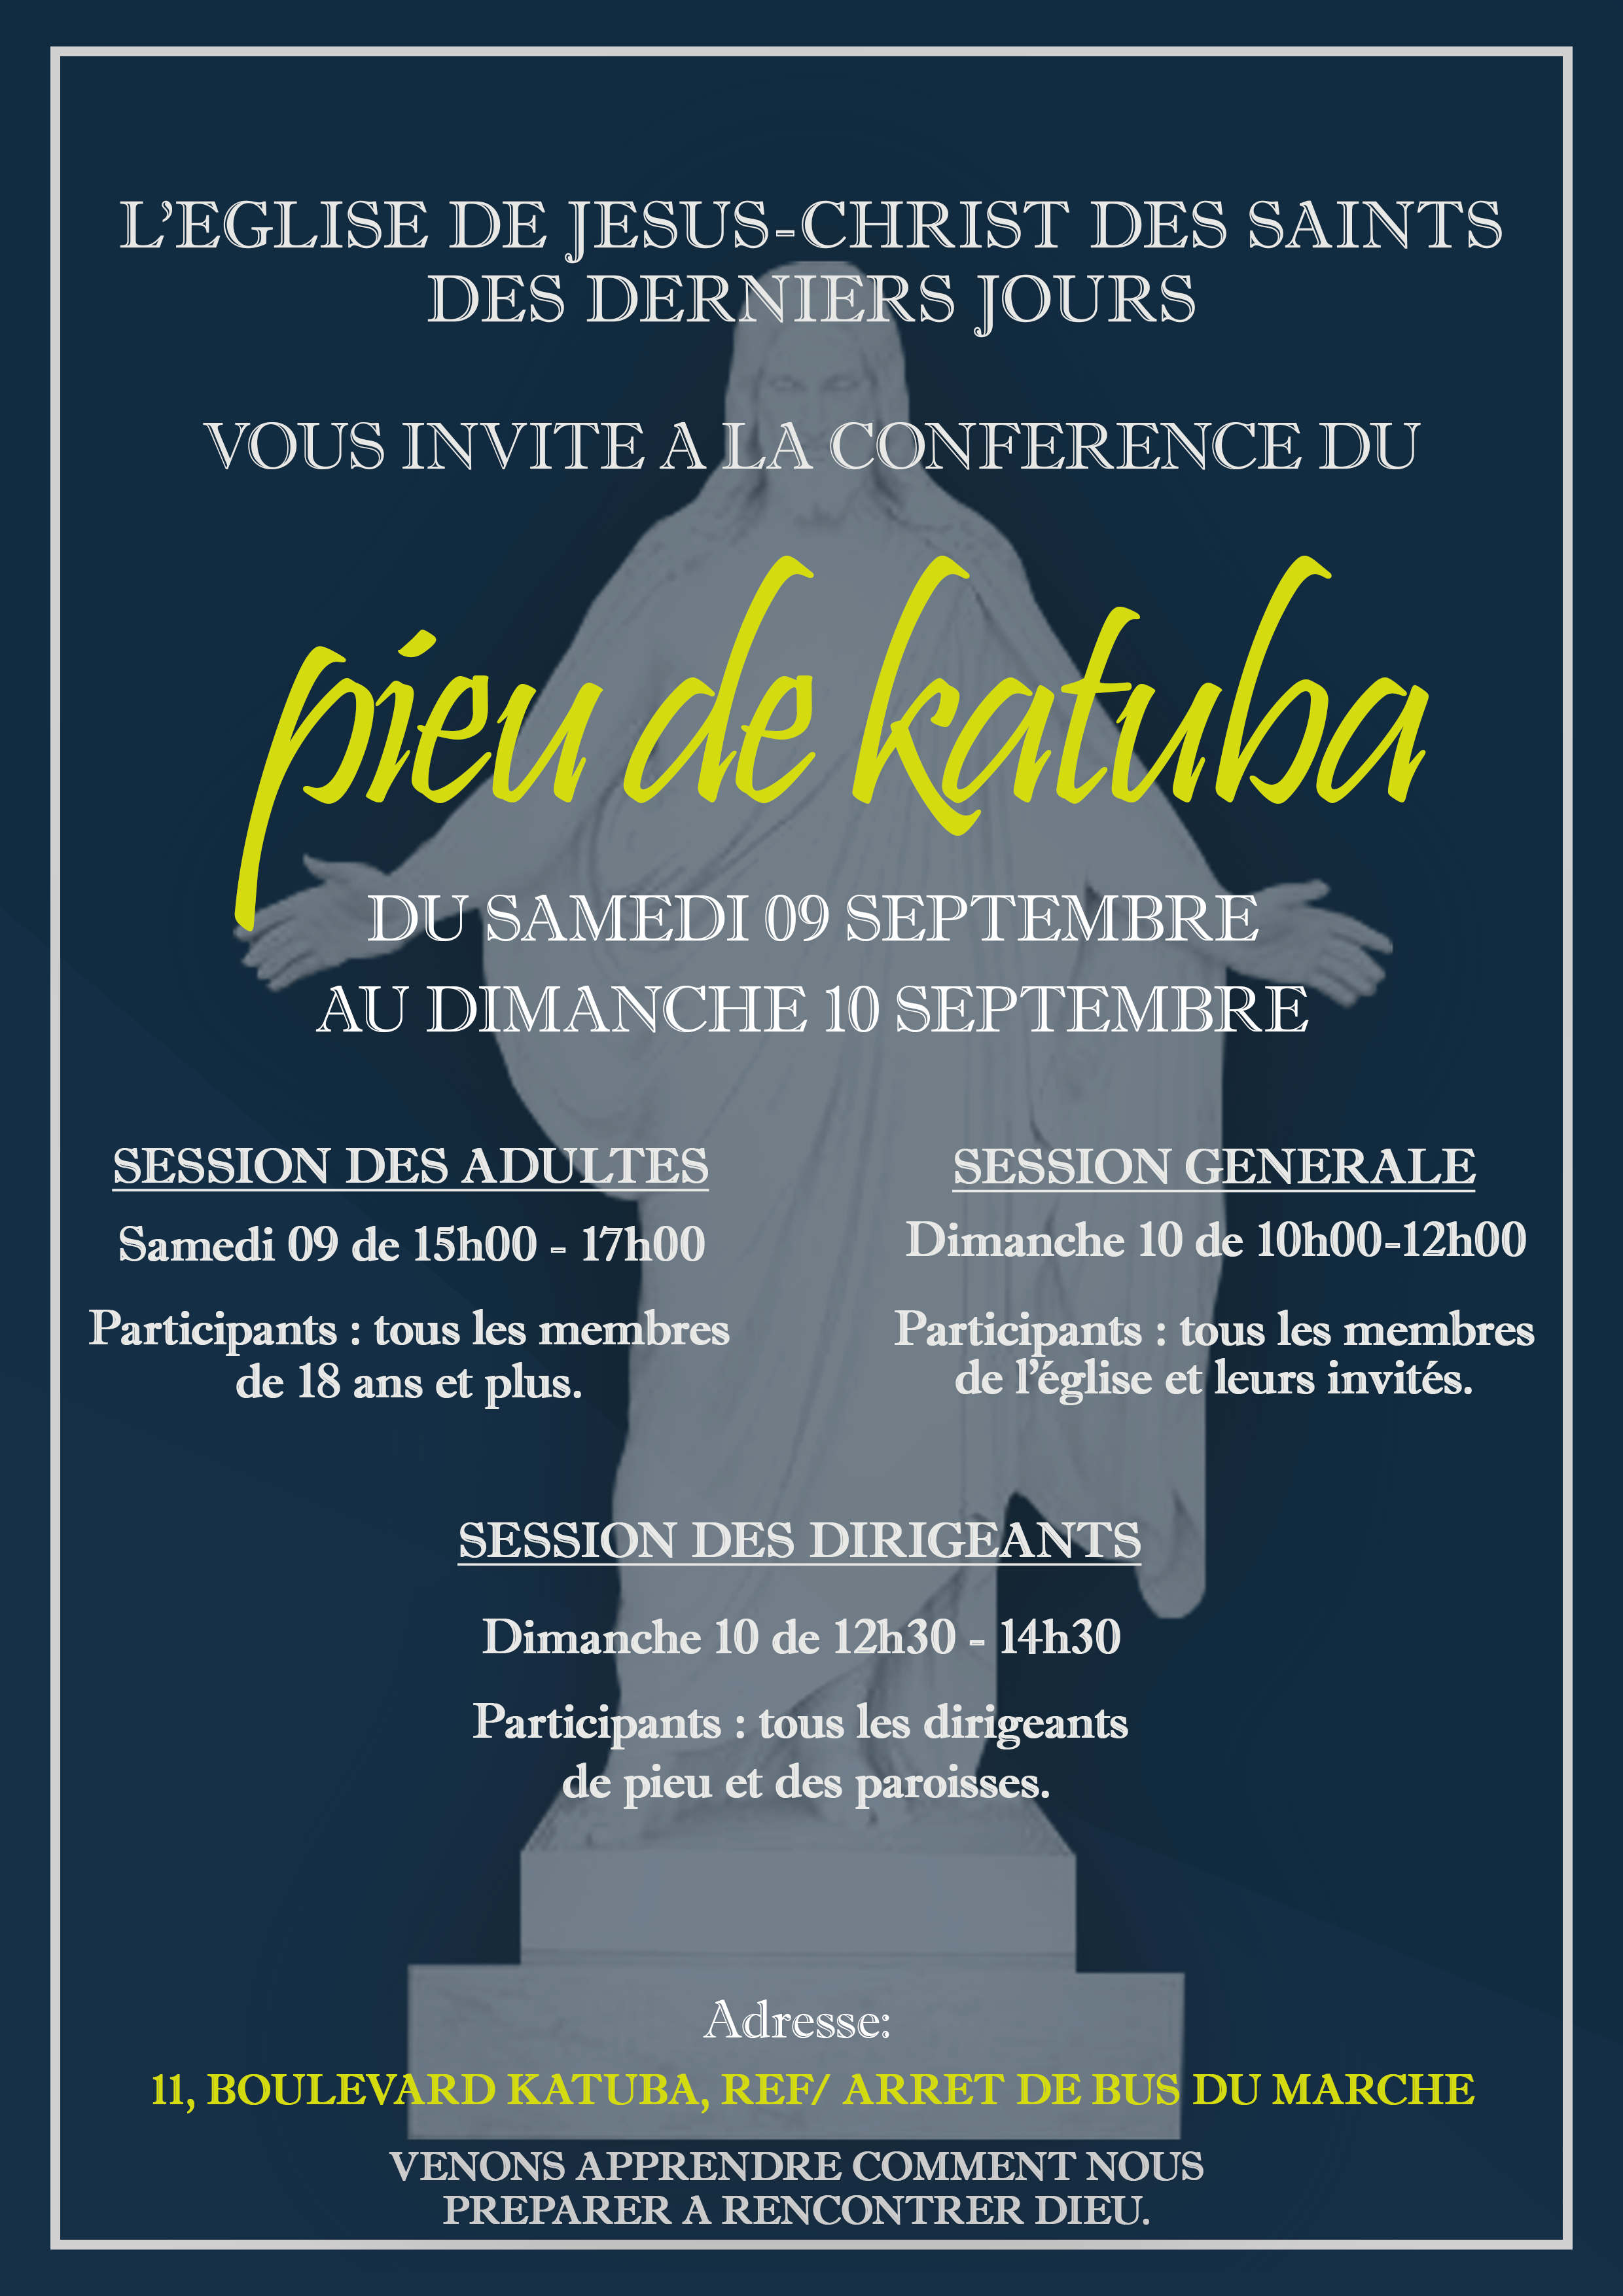 L'EGLISE DE JESUS-CHRIST DES SAINTS
DES DERNIERS JOURS
VOUS INVITE A LA CONFERENCE DU
pieu de katuba
DU SAMEDI 09 SEPTEMBRE
AU DIMANCHE 10 SEPTEMBRE
SESSION DES ADULTES
Samedi 09 de 15h00 - 17h00
Participants : tous les membres
de 18 ans et plus.
SESSION GENERALE
Dimanche 10 de 10h00-12h00
Participants : tous les membres
de l'église et leurs invités.
SESSION DES DIRIGEANTS
Dimanche 10 de 12h30 - 14h30
Participants : tous les dirigeants
de pieu et des paroisses.
Adresse:
11, BOULEVARD KATUBA, REF/ ARRET DE BUS DU MARCHE
VENONS APPRENDRE COMMENT NOUS
PREPARER A RENCONTRER DIEU.